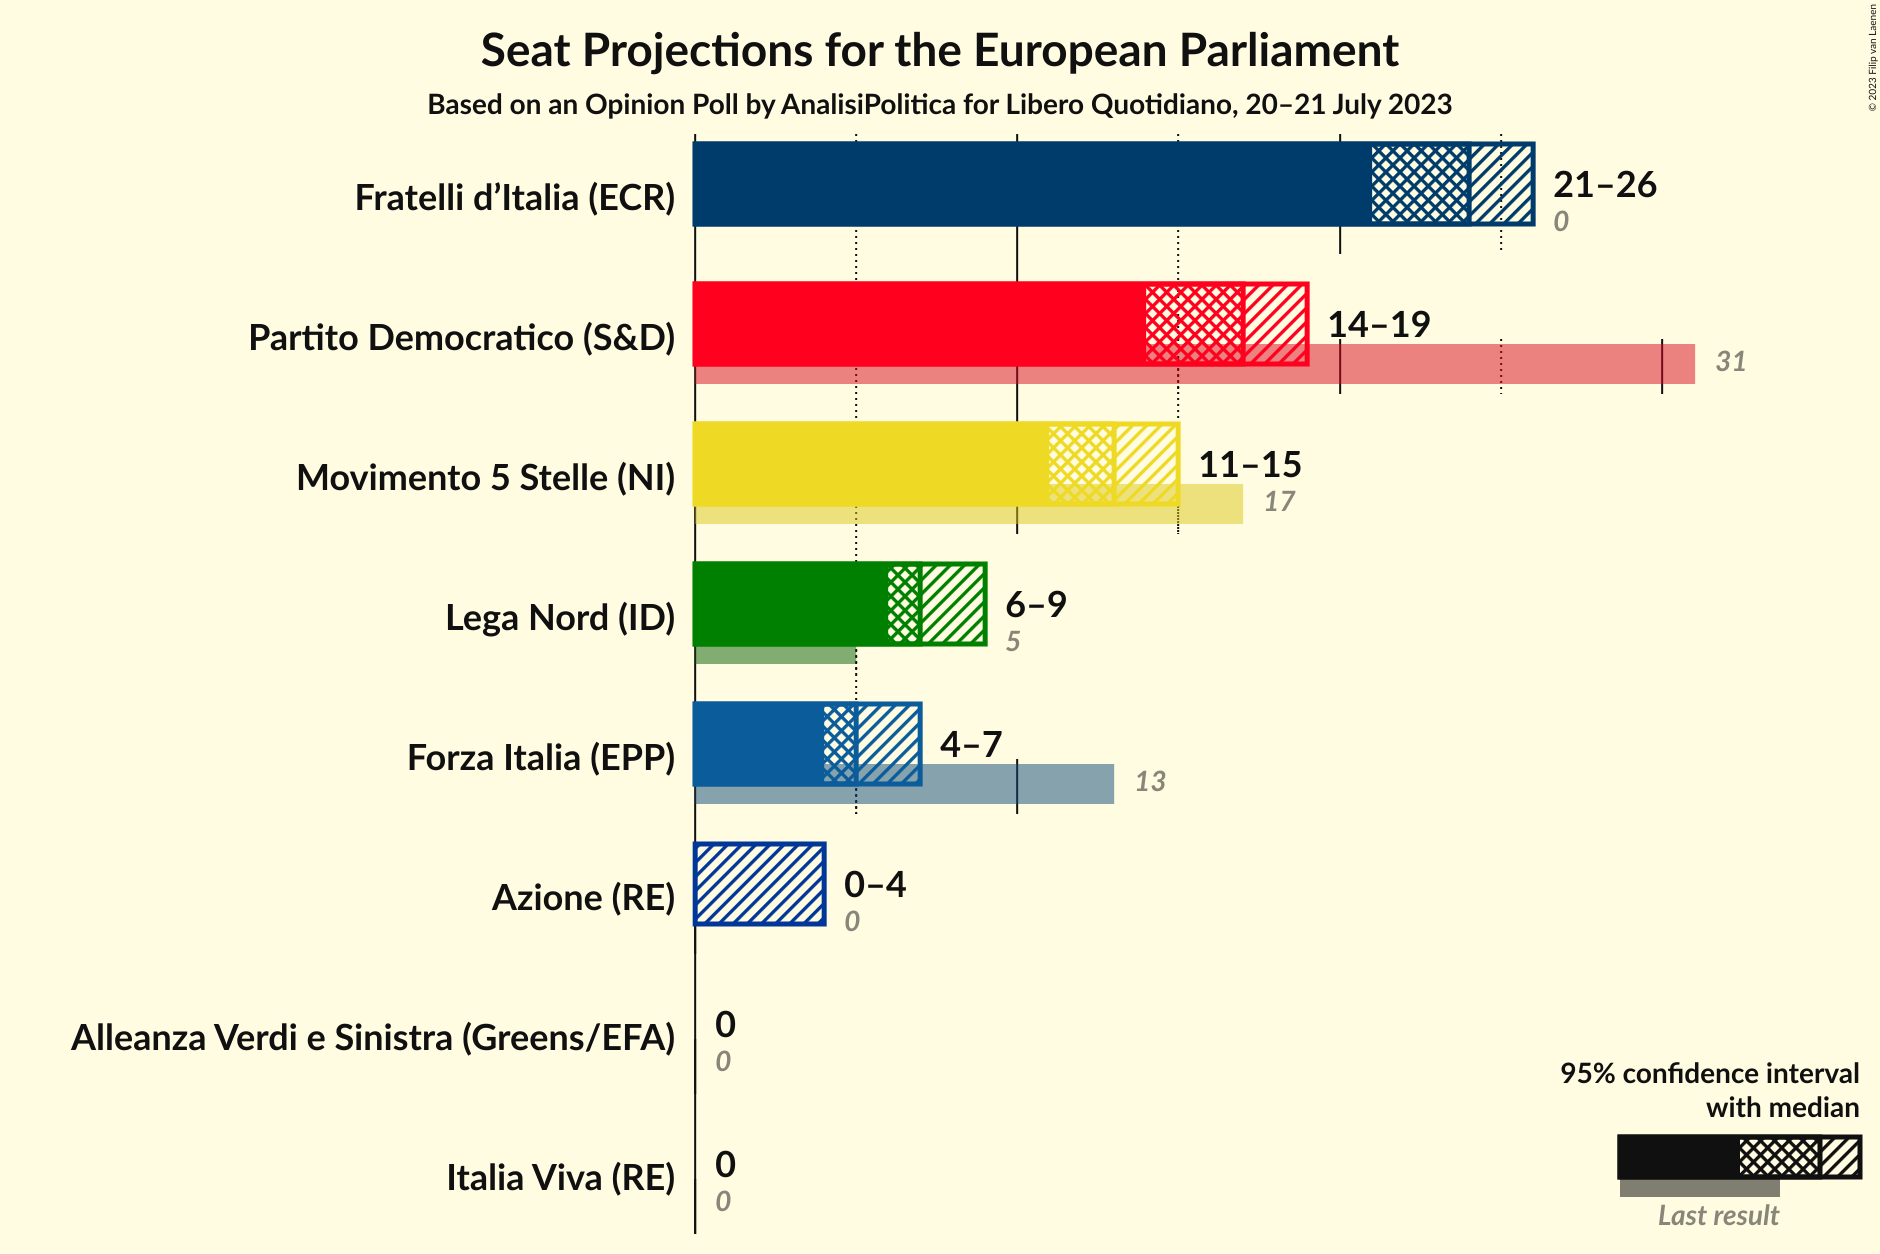 Seat Projections for the European Parliament
Based on an Opinion Poll by AnalisiPolitica for Libero Quotidiano, 20–21 July 2023
© 2023 Filip van Laenen
Fratelli d’Italia (ECR)
21–26
0
Partito Democratico (S&D)
14–19
31
Movimento 5 Stelle (NI)
11–15
17
Lega Nord (ID)
6–9
5
Forza Italia (EPP)
4–7
13
Azione (RE)
0–4
0
Alleanza Verdi e Sinistra (Greens/EFA)
0
0
Italia Viva (RE)
0
0
95% confidence interval
with median
Last result